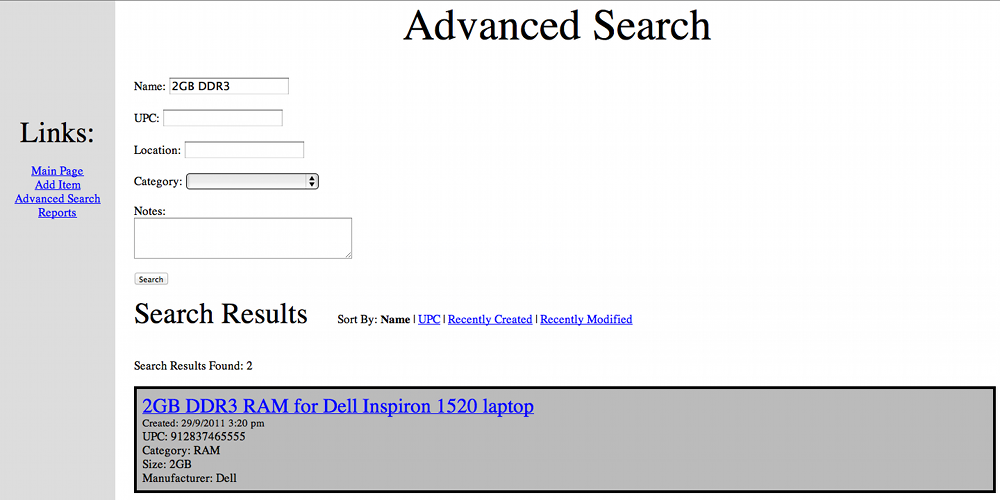 Advanced Search
Links:
Main Page
Add Item
Advanced Search
Reports
Name: 2GB DDR3
UPC:
Location:
Category:
Notes:
Search
Search Results
Sort By: Name | UPC | Recently Created | Recently Modified
Search Results Found: 2
2GB DDR3 RAM for Dell Inspiron 1520 laptop
Created: 29/9/2011 3:20 pm
UPC: 912837465555
Category: RAM
Size: 2GB
Manufacturer: Dell